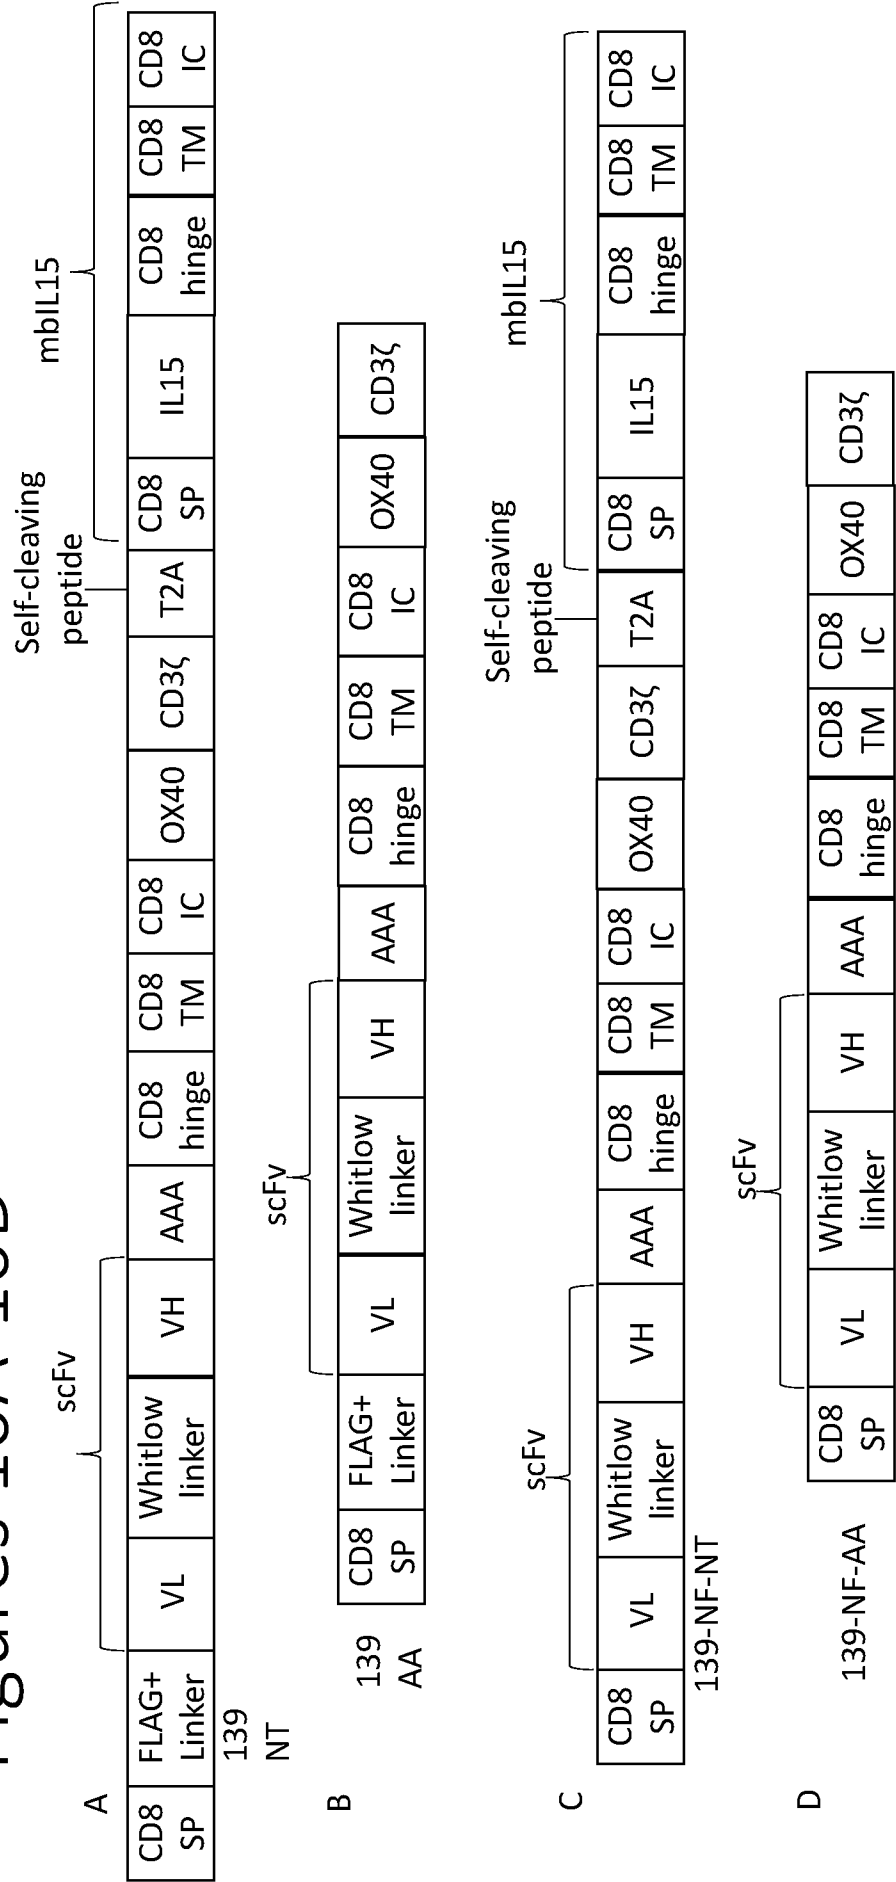 A
scFv
Self-cleaving
peptide
mbIL15
CD8
SP
FLAG+
Linker
VL
Whitlow
linker
VH
AAA
CD8
hinge
CD8
TM
CD8
IC
OX40
CD3ζ
T2A
CD8
SP
IL15
CD8
hinge
CD8
TM
CD8
IC
139
NT
B
scFv
139
AA
CD8
SP
FLAG+
Linker
VL
Whitlow
linker
VH
AAA
CD8
hinge
CD8
TM
CD8
IC
OX40
CD3ζ
C
scFv
Self-cleaving
peptide
mbIL15
CD8
SP
VL
Whitlow
linker
VH
AAA
CD8
hinge
CD8
TM
CD8
IC
OX40
CD3ζ
T2A
CD8
SP
IL15
CD8
hinge
CD8
TM
CD8
IC
139-NF-NT
D
scFv
139-NF-AA
CD8
SP
VL
Whitlow
linker
VH
AAA
CD8
hinge
CD8
TM
CD8
IC
OX40
CD3ζ